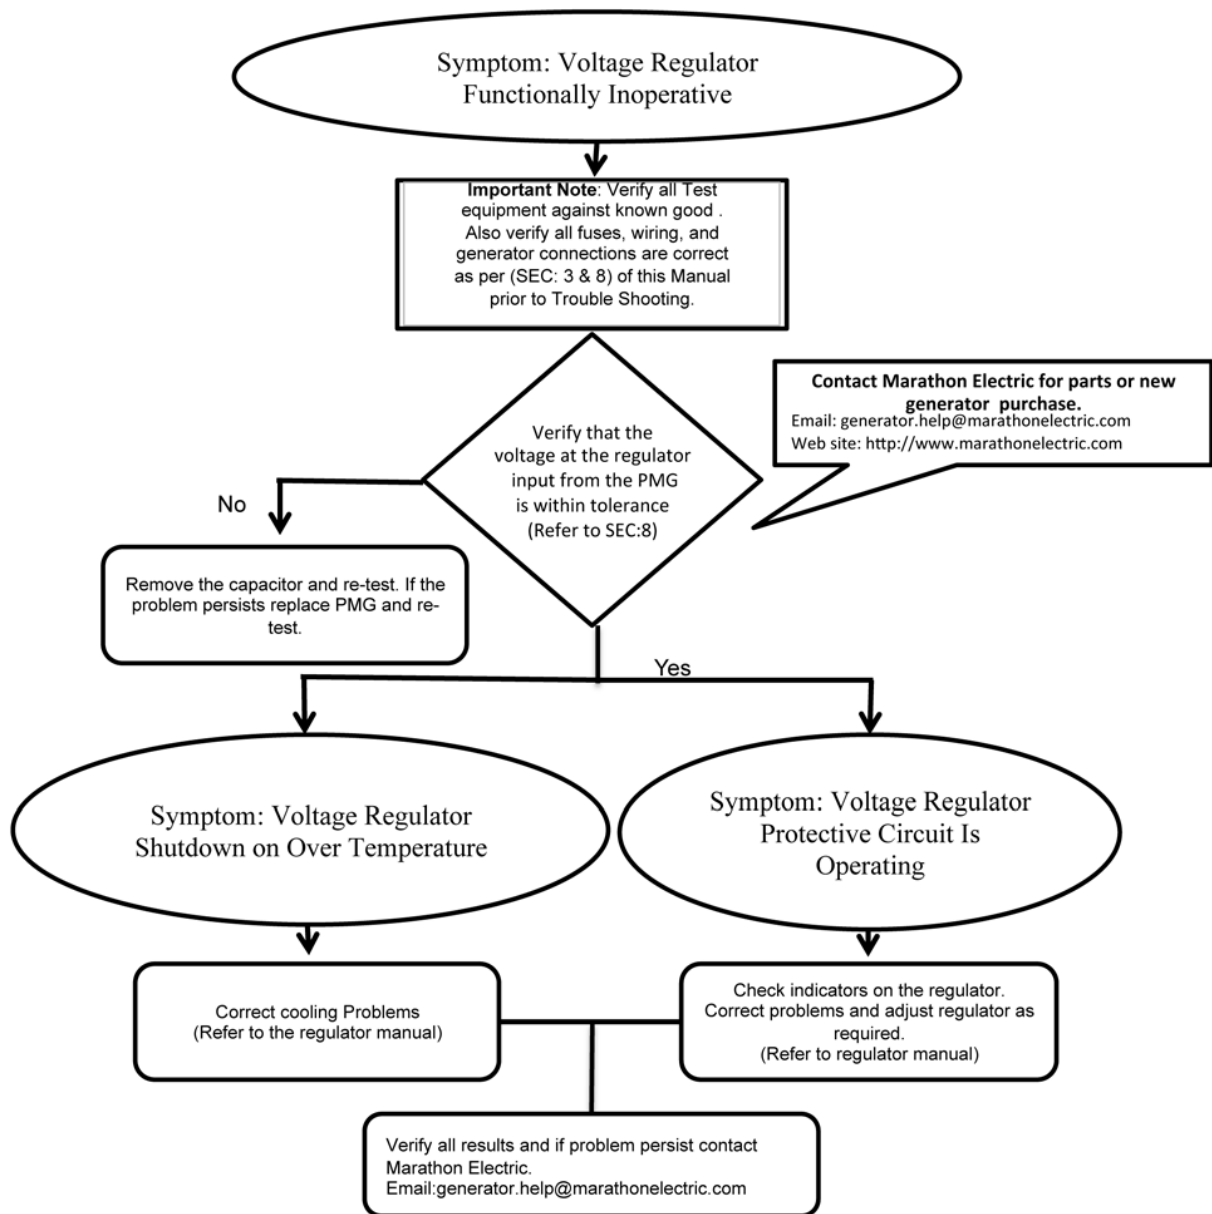 Symptom: Voltage Regulator
Functionally Inoperative
Important Note: Verify all Test
equipment against known good .
Also verify all fuses, wiring, and
generator connections are correct
as per (SEC: 3 & 8) of this Manual
prior to Trouble Shooting.
Contact Marathon Electric for parts or new
generator purchase.
Email: generator.help@marathonelectric.com
Web site: http://www.marathonelectric.com
Verify that the
voltage at the regulator
input from the PMG
is within tolerance
(Refer to SEC:8)
No
Remove the capacitor and re-test. If the
problem persists replace PMG and re-
test.
Yes
Symptom: Voltage Regulator
Shutdown on Over Temperature
Symptom: Voltage Regulator
Protective Circuit Is
Operating
Correct cooling Problems
(Refer to the regulator manual)
Check indicators on the regulator.
Correct problems and adjust regulator as
required.
(Refer to regulator manual)
Verify all results and if problem persist contact
Marathon Electric.
Email:generator.help@marathonelectric.com